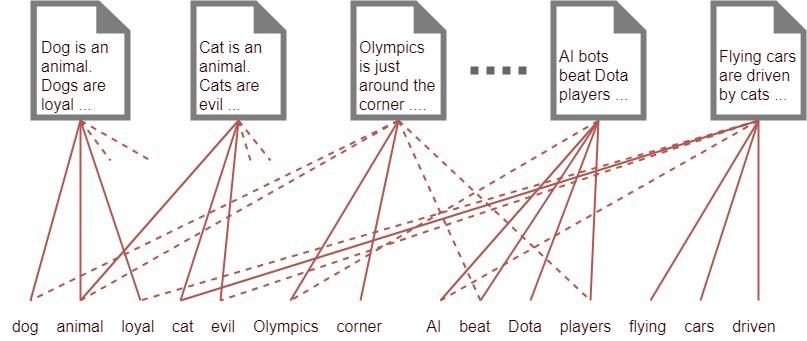 Dog is an
animal.
Dogs are
loyal ...
Cat is an
animal.
Cats are
evil ...
Olympics
is just
around the
corner ....
AI bots
beat Dota
players ...
Flying cars
are driven
by cats ...
dog animal loyal cat evil Olympics corner AI beat Dota players flying cars driven